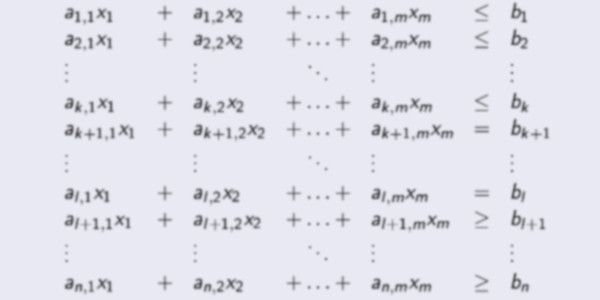 a₁,₁x₁ + a₁,₂x₂ + … + a₁,ₘxₘ ≤ b₁
a₂,₁x₁ + a₂,₂x₂ + … + a₂,ₘxₘ ≤ b₂
⋮ ⋮ ⋱ ⋮ ⋮
aₖ,₁x₁ + aₖ,₂x₂ + … + aₖ,ₘxₘ ≤ bₖ
aₖ₊₁,₁x₁ + aₖ₊₁,₂x₂ + … + aₖ₊₁,ₘxₘ = bₖ₊₁
⋮ ⋮ ⋱ ⋮ ⋮
aₗ,₁x₁ + aₗ,₂x₂ + … + aₗ,ₘxₘ = bₗ
aₗ₊₁,₁x₁ + aₗ₊₁,₂x₂ + … + aₗ₊₁,ₘxₘ ≥ bₗ₊₁
⋮ ⋮ ⋱ ⋮ ⋮
aₙ,₁x₁ + aₙ,₂x₂ + … + aₙ,ₘxₘ ≥ bₙ